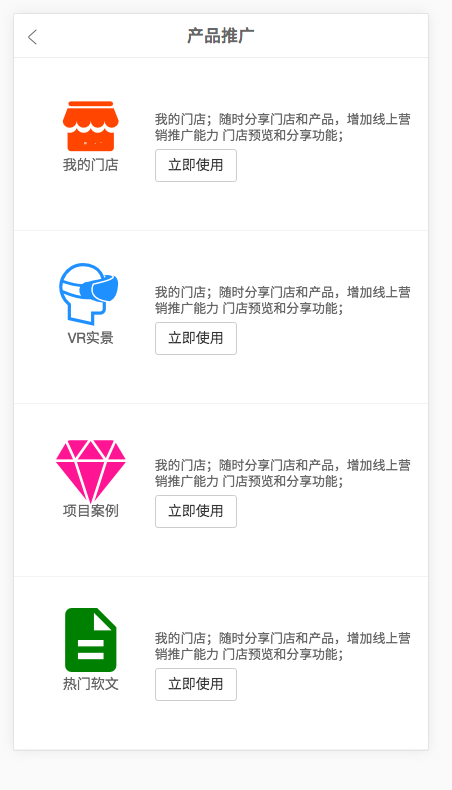 产品推广
我的门店；随时分享门店和产品，增加线上营
销推广能力 门店预览和分享功能；
我的门店
立即使用
我的门店；随时分享门店和产品，增加线上营
销推广能力 门店预览和分享功能；
VR实景
立即使用
我的门店；随时分享门店和产品，增加线上营
销推广能力 门店预览和分享功能；
项目案例
立即使用
我的门店；随时分享门店和产品，增加线上营
销推广能力 门店预览和分享功能；
热门软文
立即使用